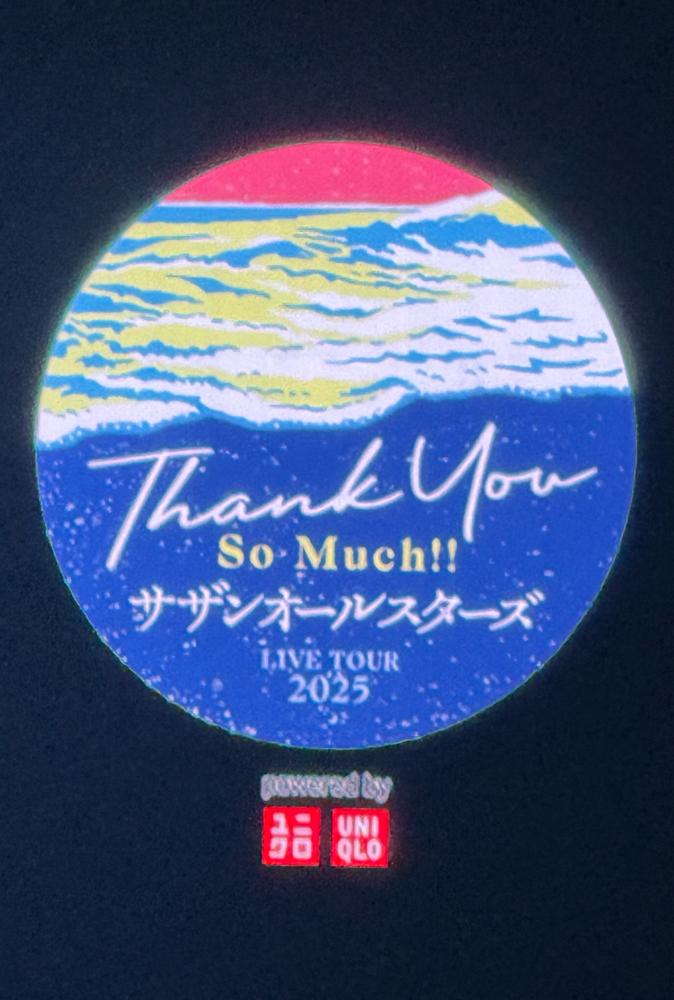 Thank You
So Much!!
サザンオールスターズ
LIVE TOUR
2025
powered by
ユニ UNI
クロ QLO